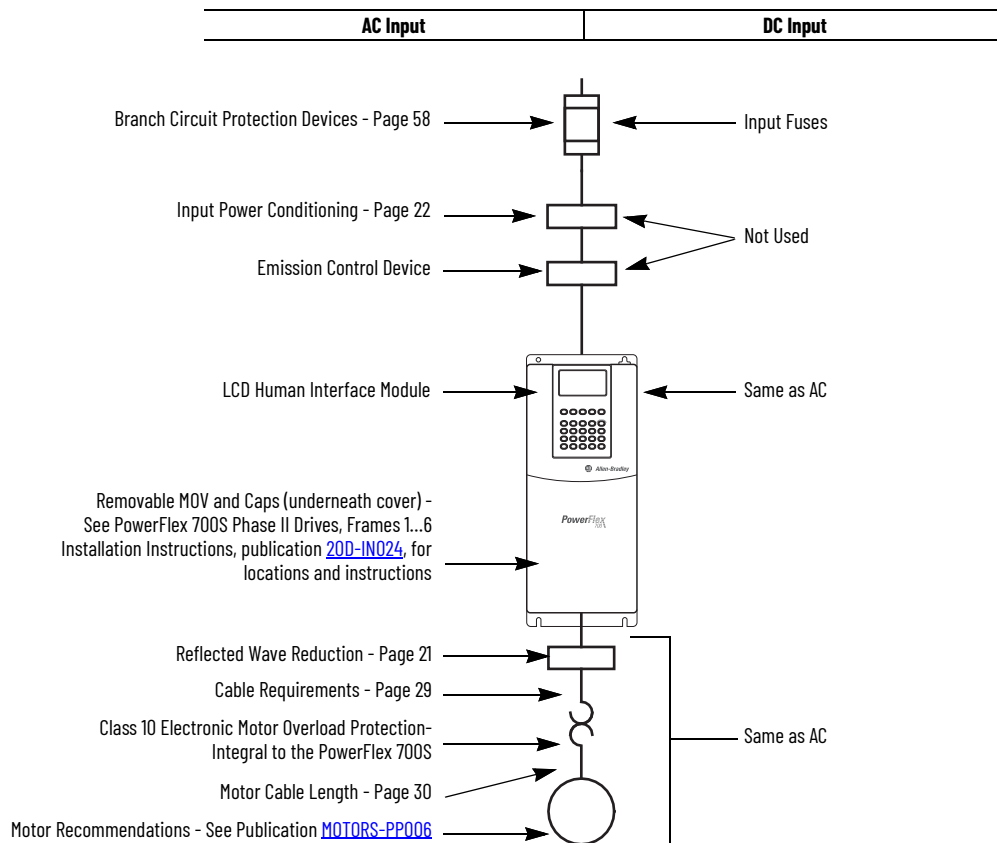 AC Input
DC Input
Branch Circuit Protection Devices - Page 58
Input Fuses
Input Power Conditioning - Page 22
Not Used
Emission Control Device
LCD Human Interface Module
Same as AC
Allen-Bradley
Removable MOV and Caps (underneath cover) -
See PowerFlex 700S Phase II Drives, Frames 1...6
Installation Instructions, publication 20D-IN024, for
locations and instructions
PowerFlex
Reflected Wave Reduction - Page 21
Cable Requirements - Page 29
Class 10 Electronic Motor Overload Protection-
Integral to the PowerFlex 700S
Same as AC
Motor Cable Length - Page 30
Motor Recommendations - See Publication MOTORS-PP006